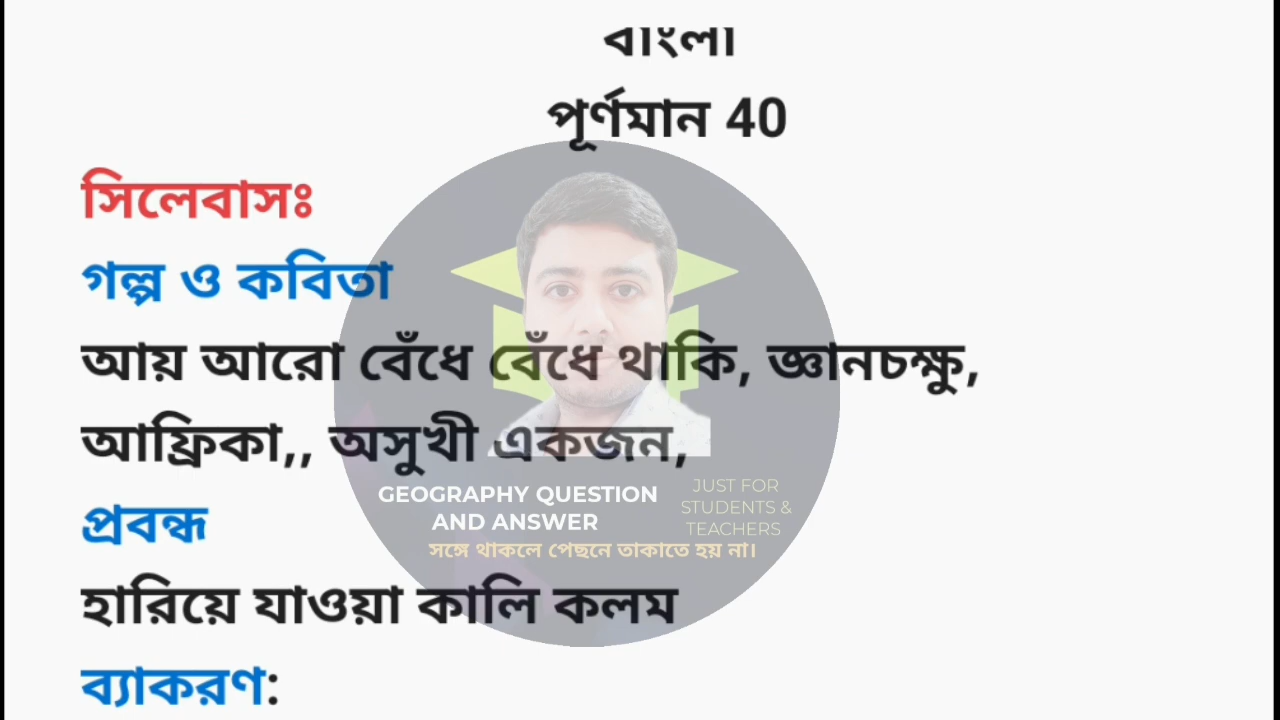 বাংলা
পূর্ণমান 40
সিলেবাসঃ
গল্প ও কবিতা
আয় আরো বেঁধে বেঁধে থাকি, জ্ঞানচক্ষু,
আফ্রিকা,, অসুখী একজন,
GEOGRAPHY QUESTION
AND ANSWER
JUST FOR
STUDENTS &
TEACHERS
সঙ্গে থাকলে পেছনে তাকাতে হয় না।
প্রবন্ধ
হারিয়ে যাওয়া কালি কলম
ব্যাকরণ: